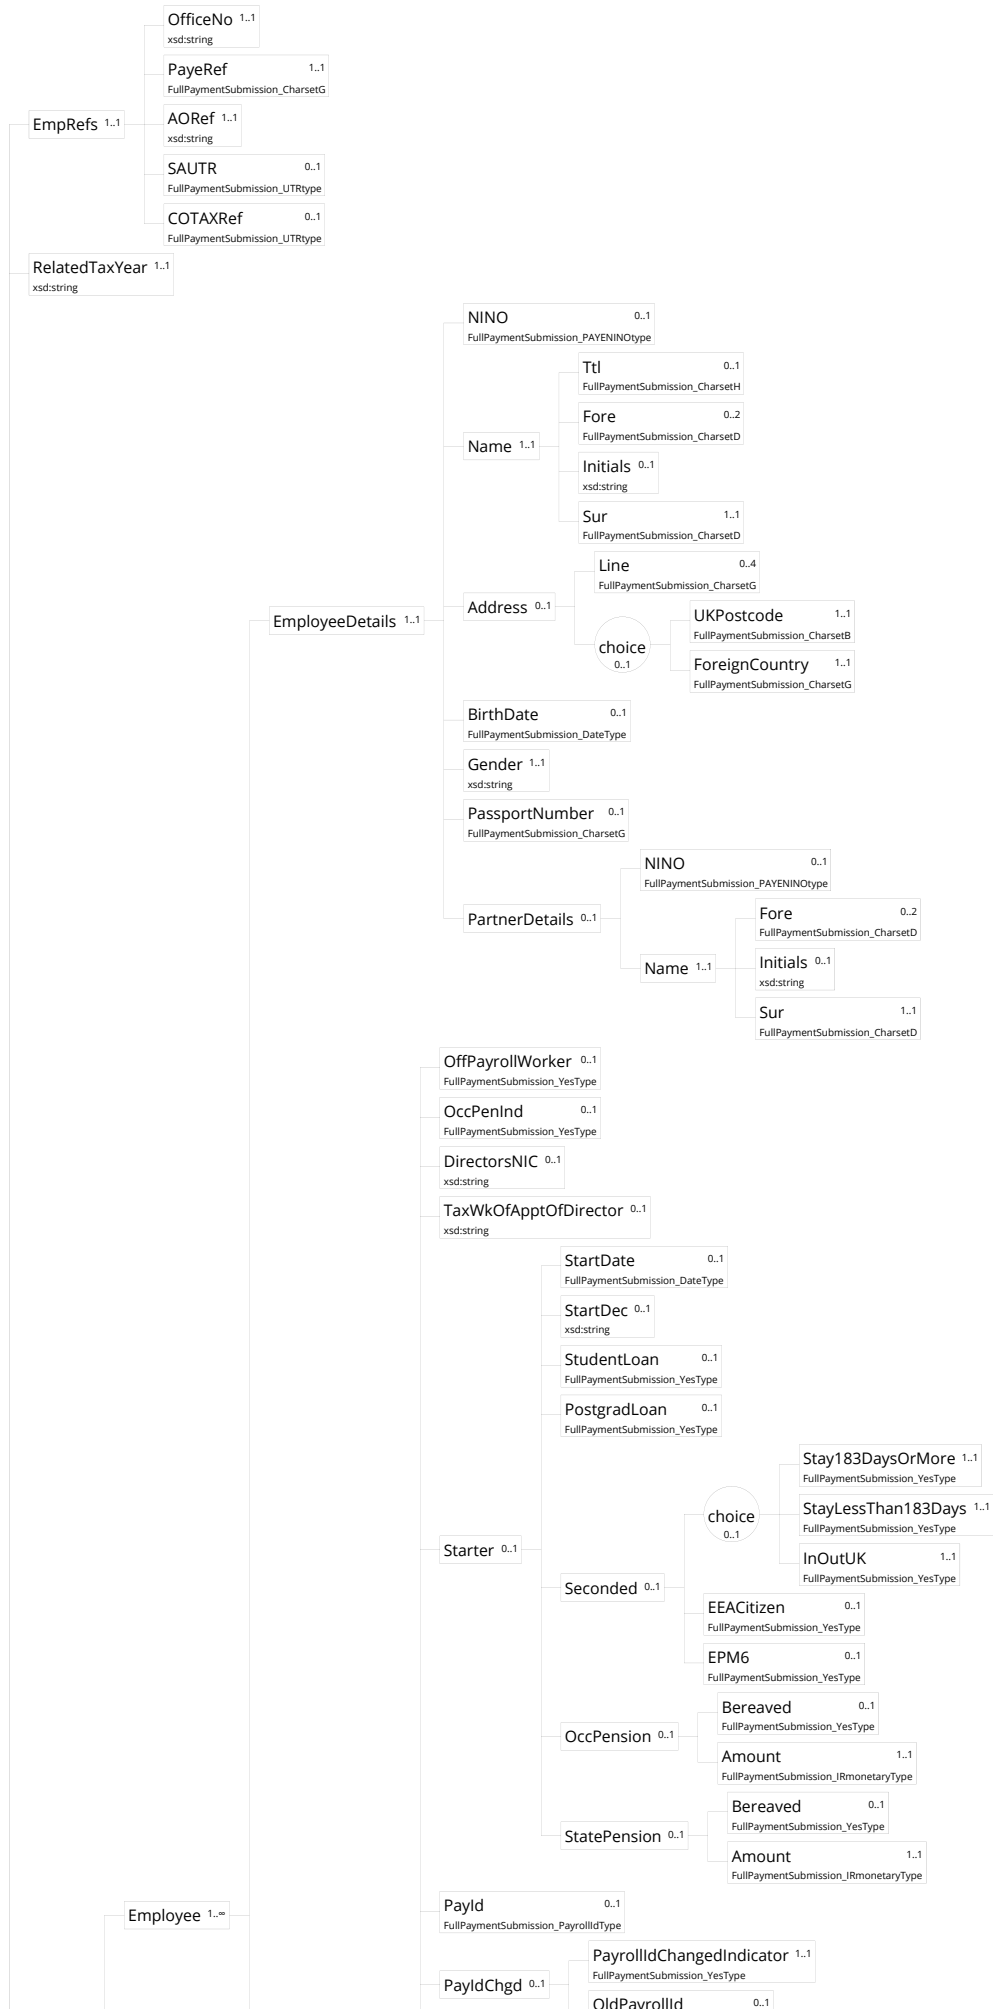 OfficeNo 1..1
xsd:string
PayeRef 1..1
FullPaymentSubmission_CharsetG
EmpRefs 1..1
AORef 1..1
xsd:string
SAUTR 0..1
FullPaymentSubmission_UTRtype
COTAXRef 0..1
FullPaymentSubmission_UTRtype
RelatedTaxYear 1..1
xsd:string
NINO 0..1
FullPaymentSubmission_PAYENINOtype
Ttl 0..1
FullPaymentSubmission_CharsetH
Fore 0..2
FullPaymentSubmission_CharsetD
Name 1..1
Initials 0..1
xsd:string
Sur 1..1
FullPaymentSubmission_CharsetD
Line 0..4
FullPaymentSubmission_CharsetG
Address 0..1
UKPostcode 1..1
FullPaymentSubmission_CharsetB
EmployeeDetails 1..1
choice
0..1
ForeignCountry 1..1
FullPaymentSubmission_CharsetG
BirthDate 0..1
FullPaymentSubmission_DateType
Gender 1..1
xsd:string
PassportNumber 0..1
FullPaymentSubmission_CharsetG
NINO 0..1
FullPaymentSubmission_PAYENINOtype
PartnerDetails 0..1
Fore 0..2
FullPaymentSubmission_CharsetD
Name 1..1
Initials 0..1
xsd:string
Sur 1..1
FullPaymentSubmission_CharsetD
OffPayrollWorker 0..1
FullPaymentSubmission_YesType
OccPenInd 0..1
FullPaymentSubmission_YesType
DirectorsNIC 0..1
xsd:string
TaxWkOfApptOfDirector 0..1
xsd:string
StartDate 0..1
FullPaymentSubmission_DateType
StartDec 0..1
xsd:string
StudentLoan 0..1
FullPaymentSubmission_YesType
PostgradLoan 0..1
FullPaymentSubmission_YesType
Stay183DaysOrMore 1..1
FullPaymentSubmission_YesType
choice
0..1
StayLessThan183Days 1..1
FullPaymentSubmission_YesType
Starter 0..1
InOutUK 1..1
FullPaymentSubmission_YesType
Seconded 0..1
EEACitizen 0..1
FullPaymentSubmission_YesType
EPM6 0..1
FullPaymentSubmission_YesType
Bereaved 0..1
FullPaymentSubmission_YesType
OccPension 0..1
Amount 1..1
FullPaymentSubmission_IRmonetaryType
Bereaved 0..1
FullPaymentSubmission_YesType
StatePension 0..1
Amount 1..1
FullPaymentSubmission_IRmonetaryType
PayId 0..1
FullPaymentSubmission_PayrollIdType
Employee 1..∞
PayrollIdChangedIndicator 1..1
FullPaymentSubmission_YesType
PayIdChgd 0..1
OldPayrollId 0..1